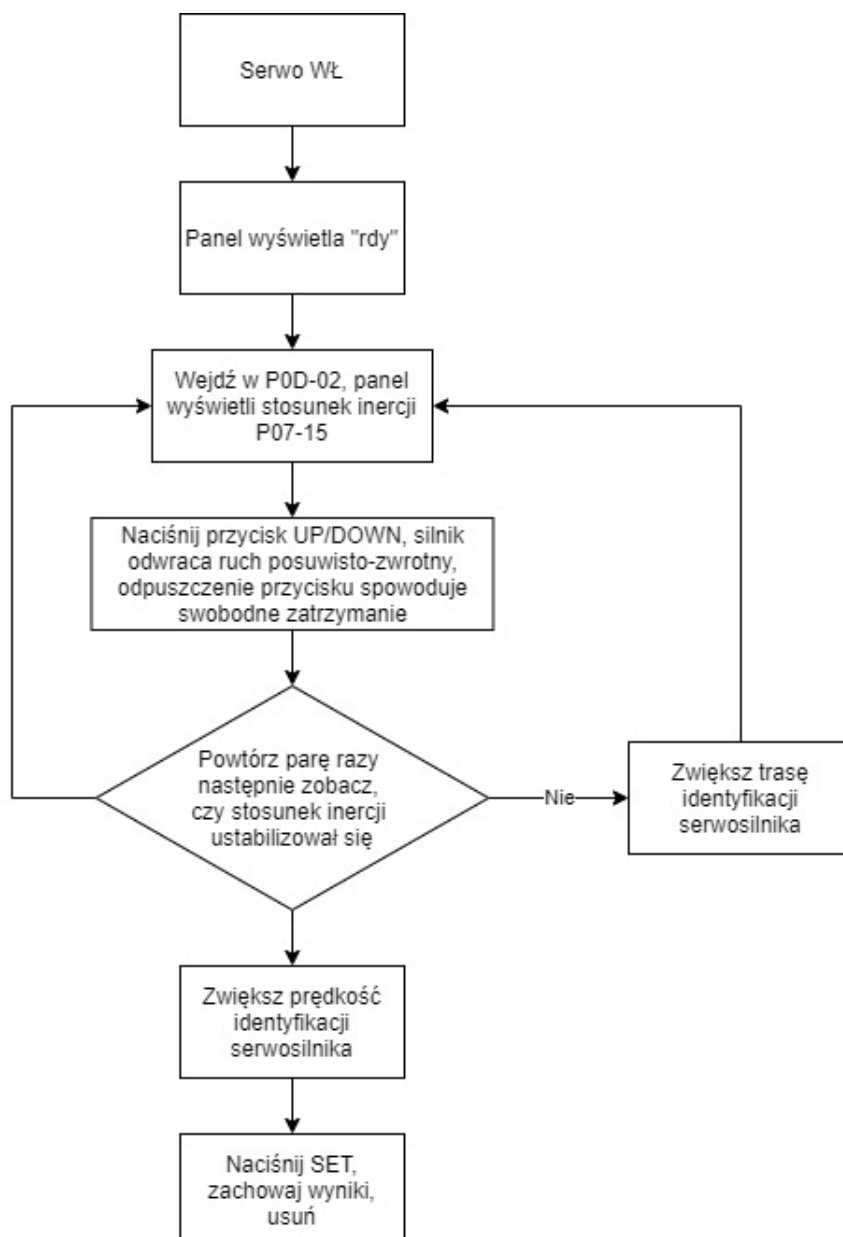 Serwo WŁ
Panel wyświetla "rdy"
Wejdź w P0D-02, panel
wyświetli stosunek inercji
P07-15
Naciśnij przycisk UP/DOWN, silnik
odwraca ruch posuwisto-zwrotny,
odpuszczenie przycisku spowoduje
swobodne zatrzymanie
Powtórz parę razy
następnie zobacz,
czy stosunek inercji
ustabilizował się
Nie
Zwiększ trasę
identyfikacji
serwosilnika
Zwiększ prędkość
identyfikacji
serwosilnika
Naciśnij SET,
zachowaj wyniki,
usuń